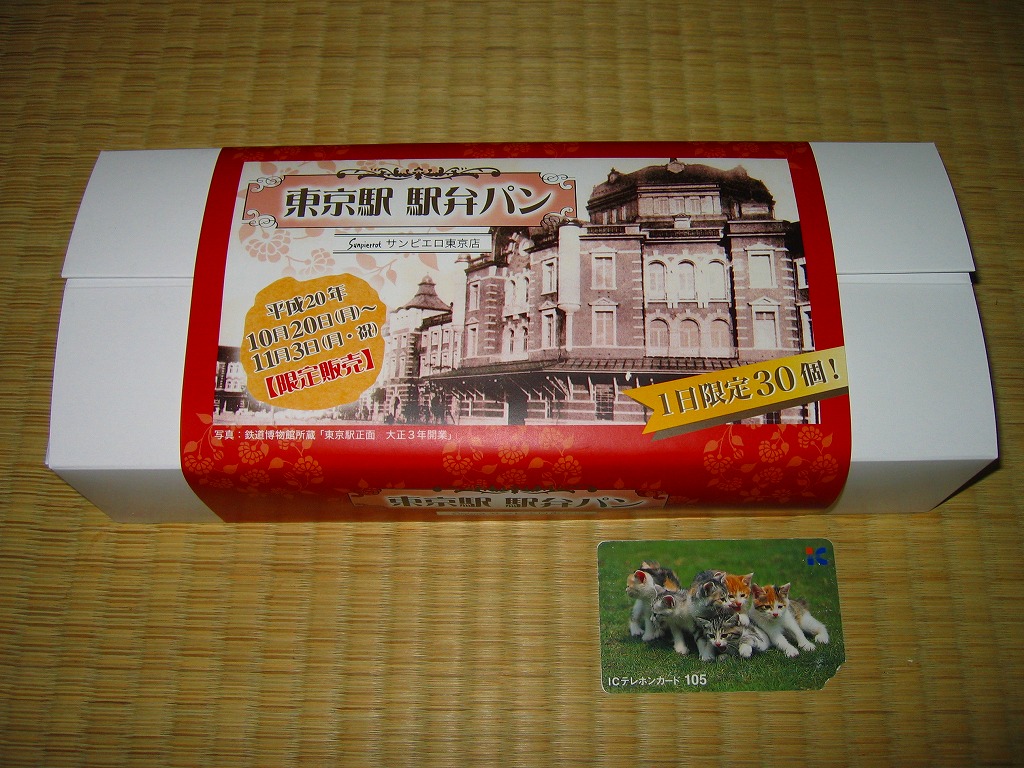 東京駅 駅弁パン
Sunpierrot サンピエロ東京店
平成20年
10月20日(月)~
11月3日(月・祝)
【限定販売】
1日限定30個!
写真:鉄道博物館所蔵「東京駅正面 大正3年開業」
東京駅 駅弁パン
IC
ICテレホンカード 105